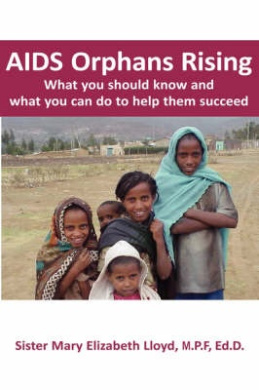 AIDS Orphans Rising
What you should know and
what you can do to help them succeed
Sister Mary Elizabeth Lloyd, M.P.F, Ed.D.